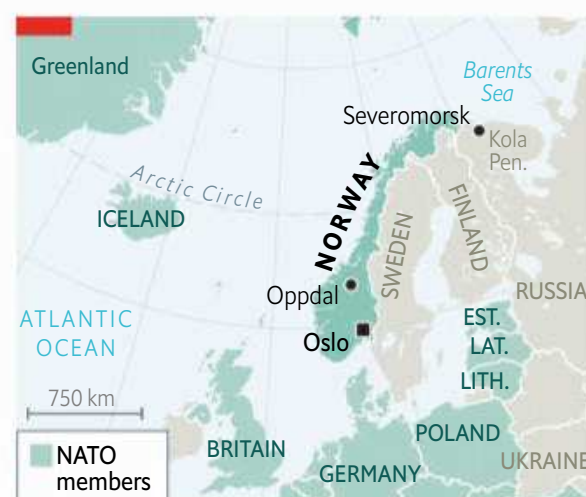 Greenland
Barents
Sea
Severomorsk
Kola
Pen.
Arctic Circle
ICELAND
NORWAY
SWEDEN
FINLAND
RUSSIA
Oppdal
ATLANTIC
OCEAN
Oslo
EST.
LAT.
LITH.
750 km
BRITAIN
POLAND
GERMANY
UKRAINE
NATO
members